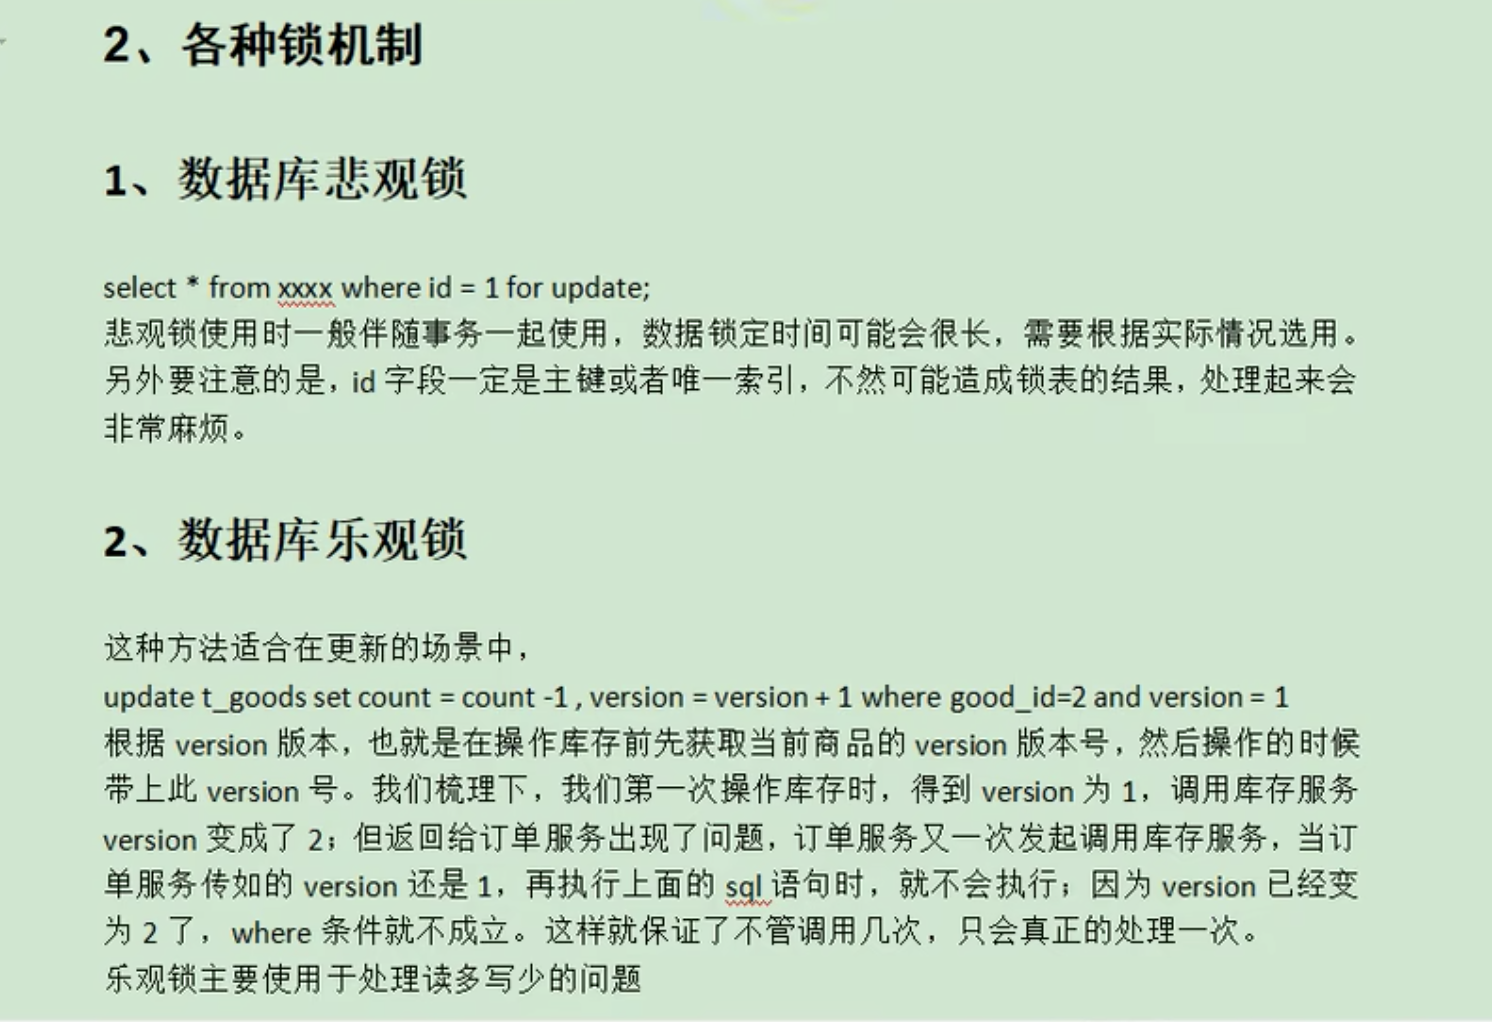 2、各种锁机制
1、数据库悲观锁
select * from xxxx where id = 1 for update;
悲观锁使用时一般伴随事务一起使用，数据锁定时间可能会很长，需要根据实际情况选用。
另外要注意的是，id 字段一定是主键或者唯一索引，不然可能造成锁表的结果，处理起来会
非常麻烦。
2、数据库乐观锁
这种方法适合在更新的场景中，
update t_goods set count = count -1 , version = version + 1 where good_id=2 and version = 1
根据 version 版本，也就是在操作库存前先获取当前商品的 version 版本号，然后操作的时候
带上此 version 号。我们梳理下，我们第一次操作库存时，得到 version 为 1，调用库存服务
version 变成了 2；但返回给订单服务出现了问题，订单服务又一次发起调用库存服务，当订
单服务传如的 version 还是 1，再执行上面的 sql 语句时，就不会执行；因为 version 已经变
为 2 了，where 条件就不成立。这样就保证了不管调用几次，只会真正的处理一次。
乐观锁主要使用于处理读多写少的问题